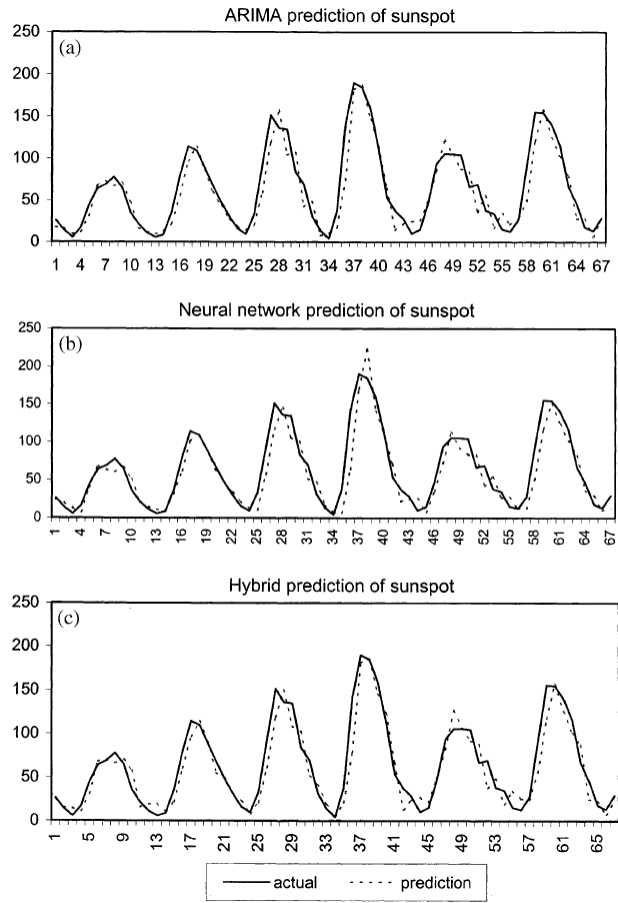 ARIMA prediction of sunspot
(a)
250
200
150
100
50
0
1 4 7 10 13 16 19 22 25 28 31 34 37 40 43 46 49 52 55 58 61 64 67
Neural network prediction of sunspot
(b)
250
200
150
100
50
0
1 4 7 10 13 16 19 22 25 28 31 34 37 40 43 46 49 52 55 58 61 64 67
Hybrid prediction of sunspot
(c)
250
200
150
100
50
0
1 5 9 13 17 21 25 29 33 37 41 45 49 53 57 61 65
actual prediction